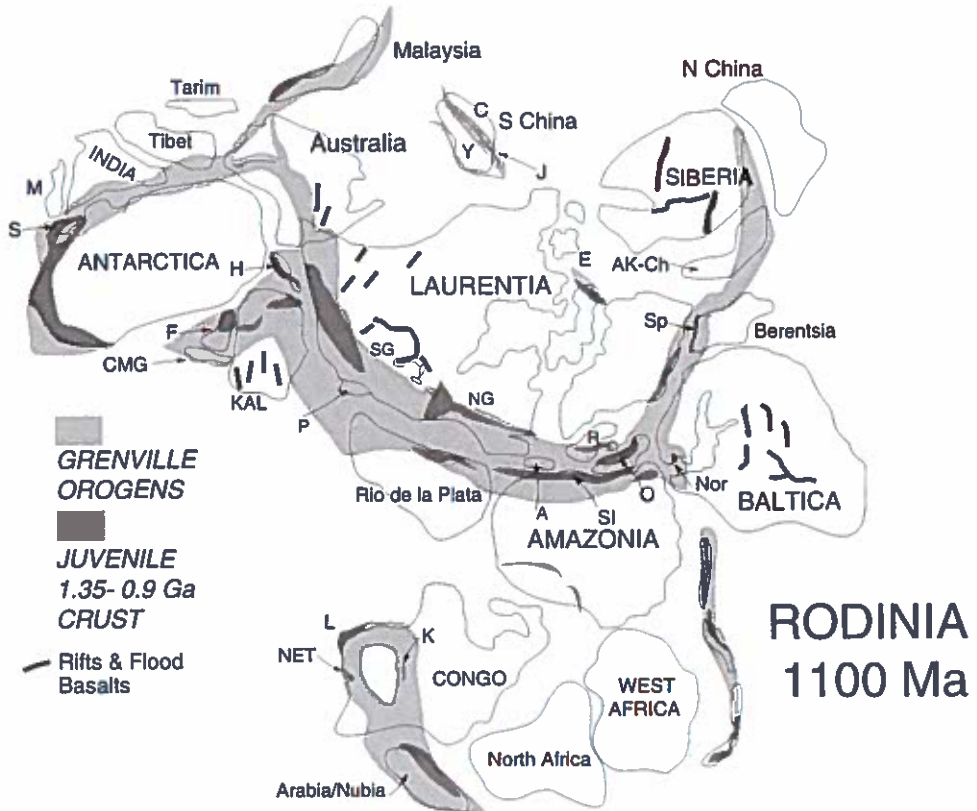 Malaysia
N China
Tarim
C
S China
Tibet
Australia
Y
J
INDIA
SIBERIA
M
S
ANTARCTICA
H
LAURENTIA
E
AK-Ch
Sp
Berentsia
F
CMG
SG
KAL
NG
P
R
GRENVILLE
OROGENS
Rio de la Plata
A
SI
O
Nor
BALTICA
AMAZONIA
JUVENILE
1.35- 0.9 Ga
CRUST
RODINIA
1100 Ma
L
K
NET
Rifts & Flood
Basalts
CONGO
WEST
AFRICA
North Africa
Arabia/Nubia